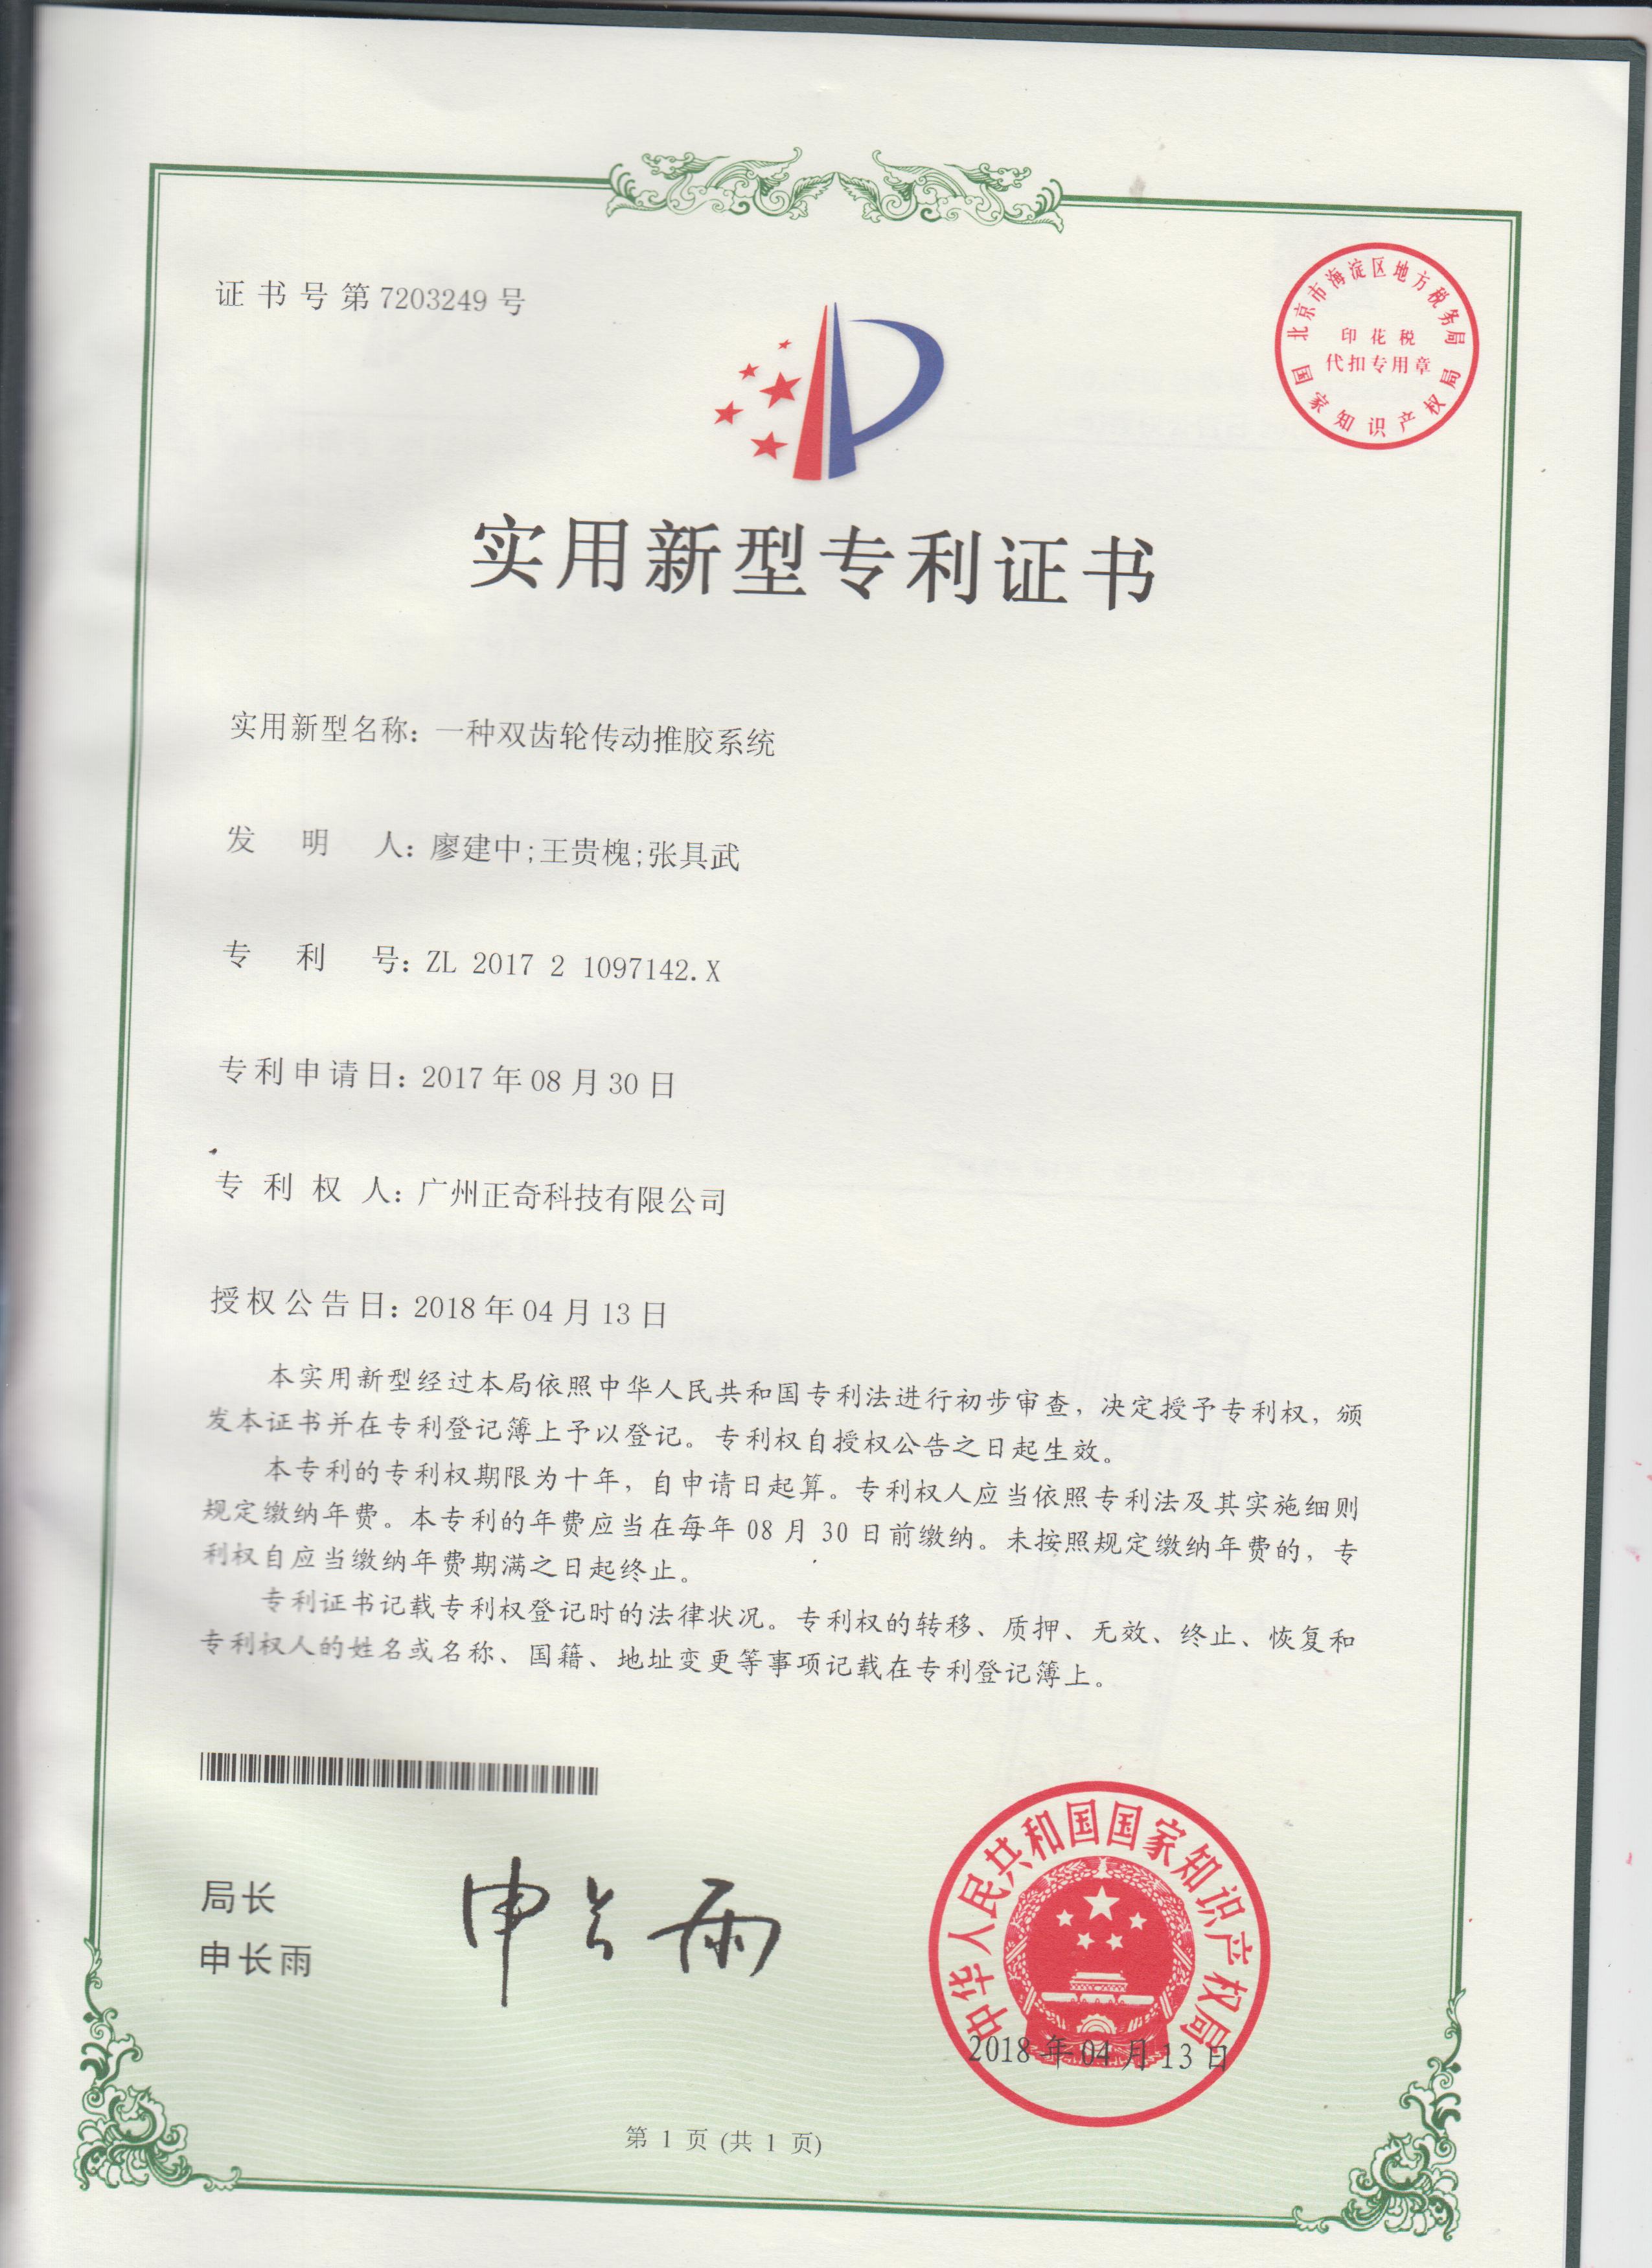 证书号第7203249号
北京市海淀区地方税务局
印花税
代扣专用章
国家知识产权局
实用新型专利证书
实用新型名称：一种双齿轮传动推胶系统
发明人：廖建中;王贵槐;张具武
专利号：ZL 2017 2 1097142.X
专利申请日：2017年08月30日
专利权人：广州正奇科技有限公司
授权公告日：2018年04月13日
本实用新型经过本局依照中华人民共和国专利法进行初步审查，决定授予专利权，颁
发本证书并在专利登记簿上予以登记。专利权自授权公告之日起生效。
本专利的专利权期限为十年，自申请日起算。专利权人应当依照专利法及其实施细则
规定缴纳年费。本专利的年费应当在每年08月30日前缴纳。未按照规定缴纳年费的，专
利权自应当缴纳年费期满之日起终止。
专利证书记载专利权登记时的法律状况。专利权的转移、质押、无效、终止、恢复和
专利权人的姓名或名称、国籍、地址变更等事项记载在专利登记簿上。
局长
申长雨
申长雨
中华人民共和国国家知识产权局
2018年04月13日
第 1 页 (共 1 页)